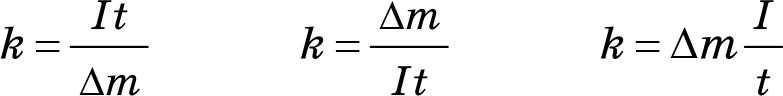 k = It/Δm k = Δm/It k = Δm I/t